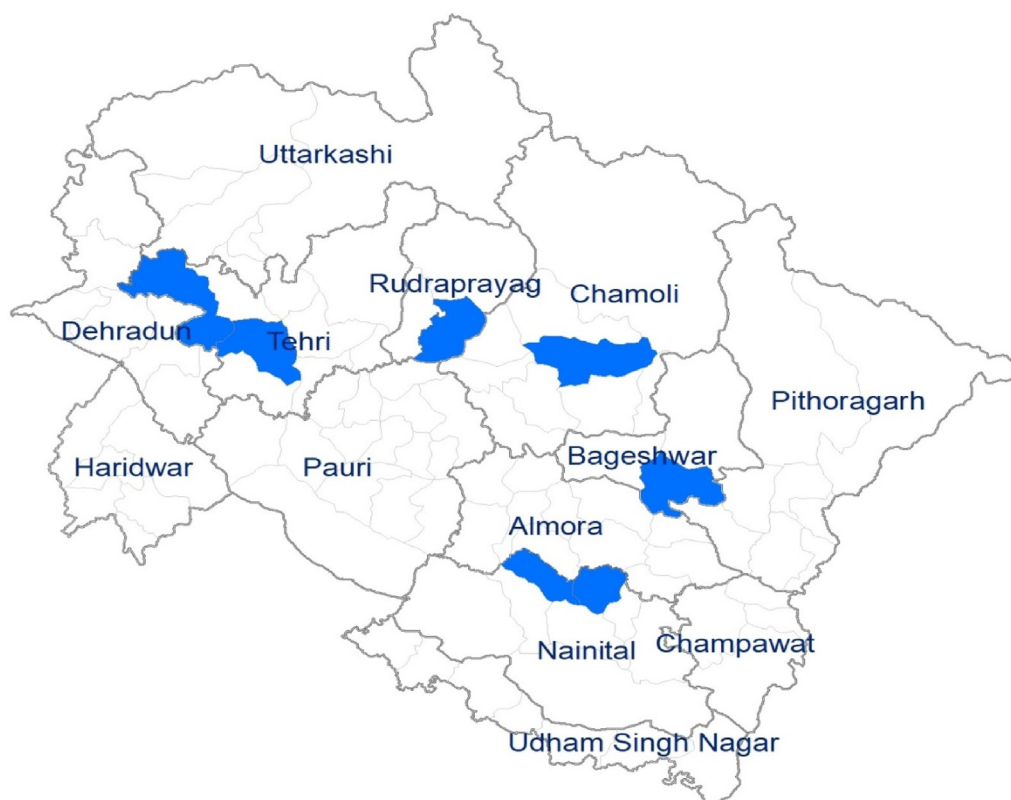 Uttarkashi
Rudraprayag
Chamoli
Dehradun
Tehri
Pithoragarh
Haridwar
Pauri
Bageshwar
Almora
Nainital
Champawat
Udham Singh Nagar